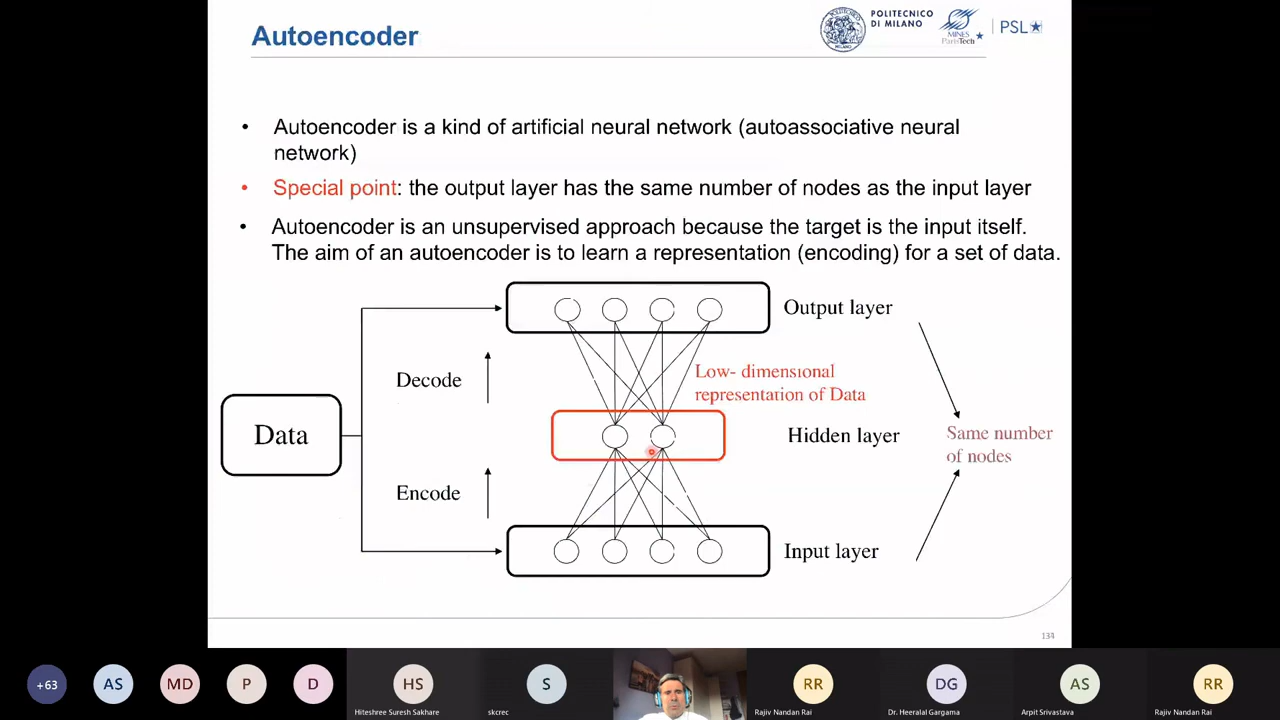 Autoencoder
POLITECNICO
DI MILANO
MINES
ParisTech
PSL
• Autoencoder is a kind of artificial neural network (autoassociative neural
network)
• Special point: the output layer has the same number of nodes as the input layer
• Autoencoder is an unsupervised approach because the target is the input itself.
The aim of an autoencoder is to learn a representation (encoding) for a set of data.
Output layer
Decode
Low- dimensional
representation of Data
Data
Hidden layer
Same number
of nodes
Encode
Input layer
134
+63
AS
MD
P
D
HS
Hiteshree Suresh Sakhare
S
skcrec
RR
Rajiv Nandan Rai
DG
Dr. Heeralal Gargama
AS
Arpit Srivastava
RR
Rajiv Nandan Rai